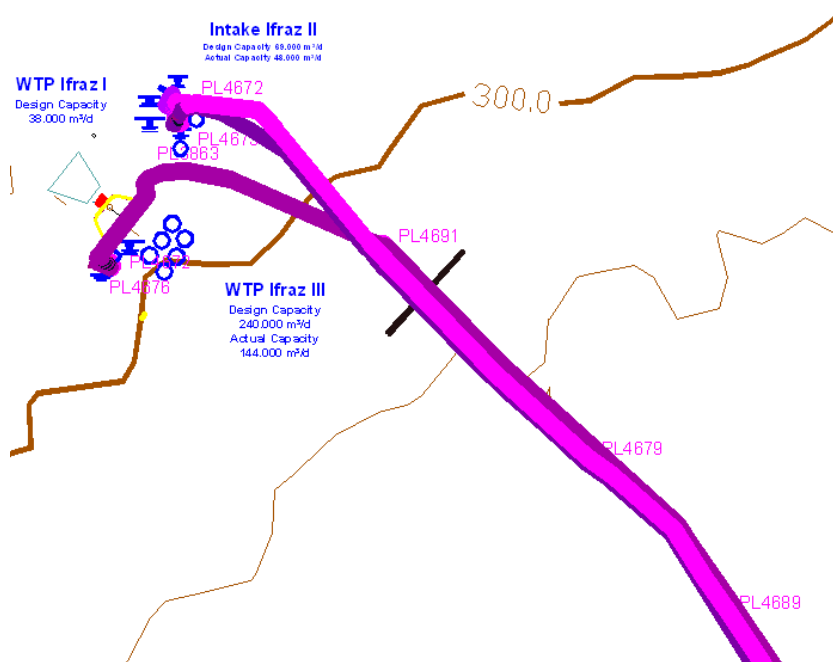 Intake Ifraz II
Design Capacity 69.000 m³/d
Actual Capacity 48.000 m³/d
WTP Ifraz I
Design Capacity
38.000 m³/d
PL4672
300.0
PL4691
PL4676
WTP Ifraz III
Design Capacity
240.000 m³/d
Actual Capacity
144.000 m³/d
PL4679
PL4689